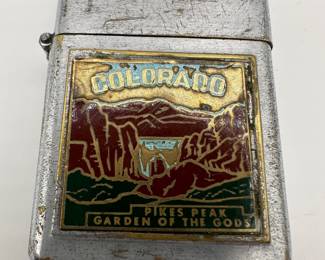 COLORADO
PIKES PEAK
GARDEN OF THE GODS